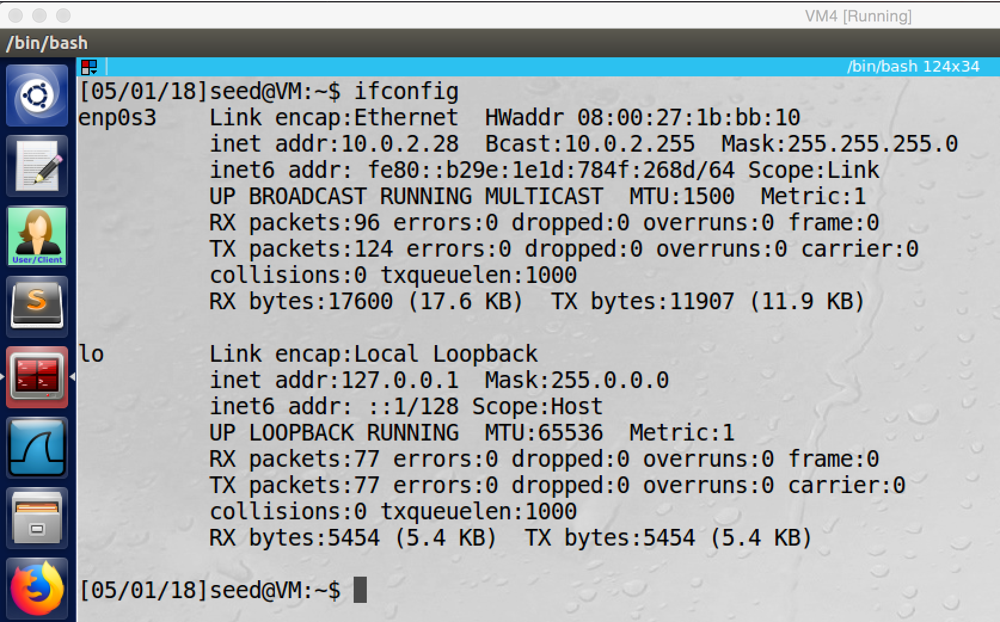 VM4 [Running]
/bin/bash
/bin/bash 124x34
[05/01/18]seed@VM:~$ ifconfig
enp0s3    Link encap:Ethernet  HWaddr 08:00:27:1b:bb:10
          inet addr:10.0.2.28  Bcast:10.0.2.255  Mask:255.255.255.0
          inet6 addr: fe80::b29e:1e1d:784f:268d/64 Scope:Link
          UP BROADCAST RUNNING MULTICAST  MTU:1500  Metric:1
          RX packets:96 errors:0 dropped:0 overruns:0 frame:0
          TX packets:124 errors:0 dropped:0 overruns:0 carrier:0
          collisions:0 txqueuelen:1000
          RX bytes:17600 (17.6 KB)  TX bytes:11907 (11.9 KB)
lo        Link encap:Local Loopback
          inet addr:127.0.0.1  Mask:255.0.0.0
          inet6 addr: ::1/128 Scope:Host
          UP LOOPBACK RUNNING  MTU:65536  Metric:1
          RX packets:77 errors:0 dropped:0 overruns:0 frame:0
          TX packets:77 errors:0 dropped:0 overruns:0 carrier:0
          collisions:0 txqueuelen:1000
          RX bytes:5454 (5.4 KB)  TX bytes:5454 (5.4 KB)
[05/01/18]seed@VM:~$
User/Client
S